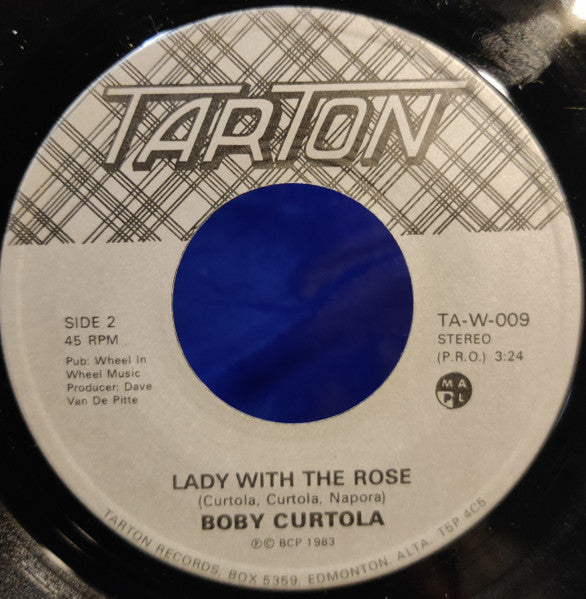 TARTON
SIDE 2
45 RPM
Pub: Wheel In
Wheel Music
Producer: Dave
Van De Pitte
TA-W-009
STEREO
(P.R.O.) 3:24
M A
P L
LADY WITH THE ROSE
(Curtola, Curtola, Napora)
BOBY CURTOLA
℗© BCP 1983
TARTON RECORDS, BOX 5359, EDMONTON, ALTA. T5P 4C5